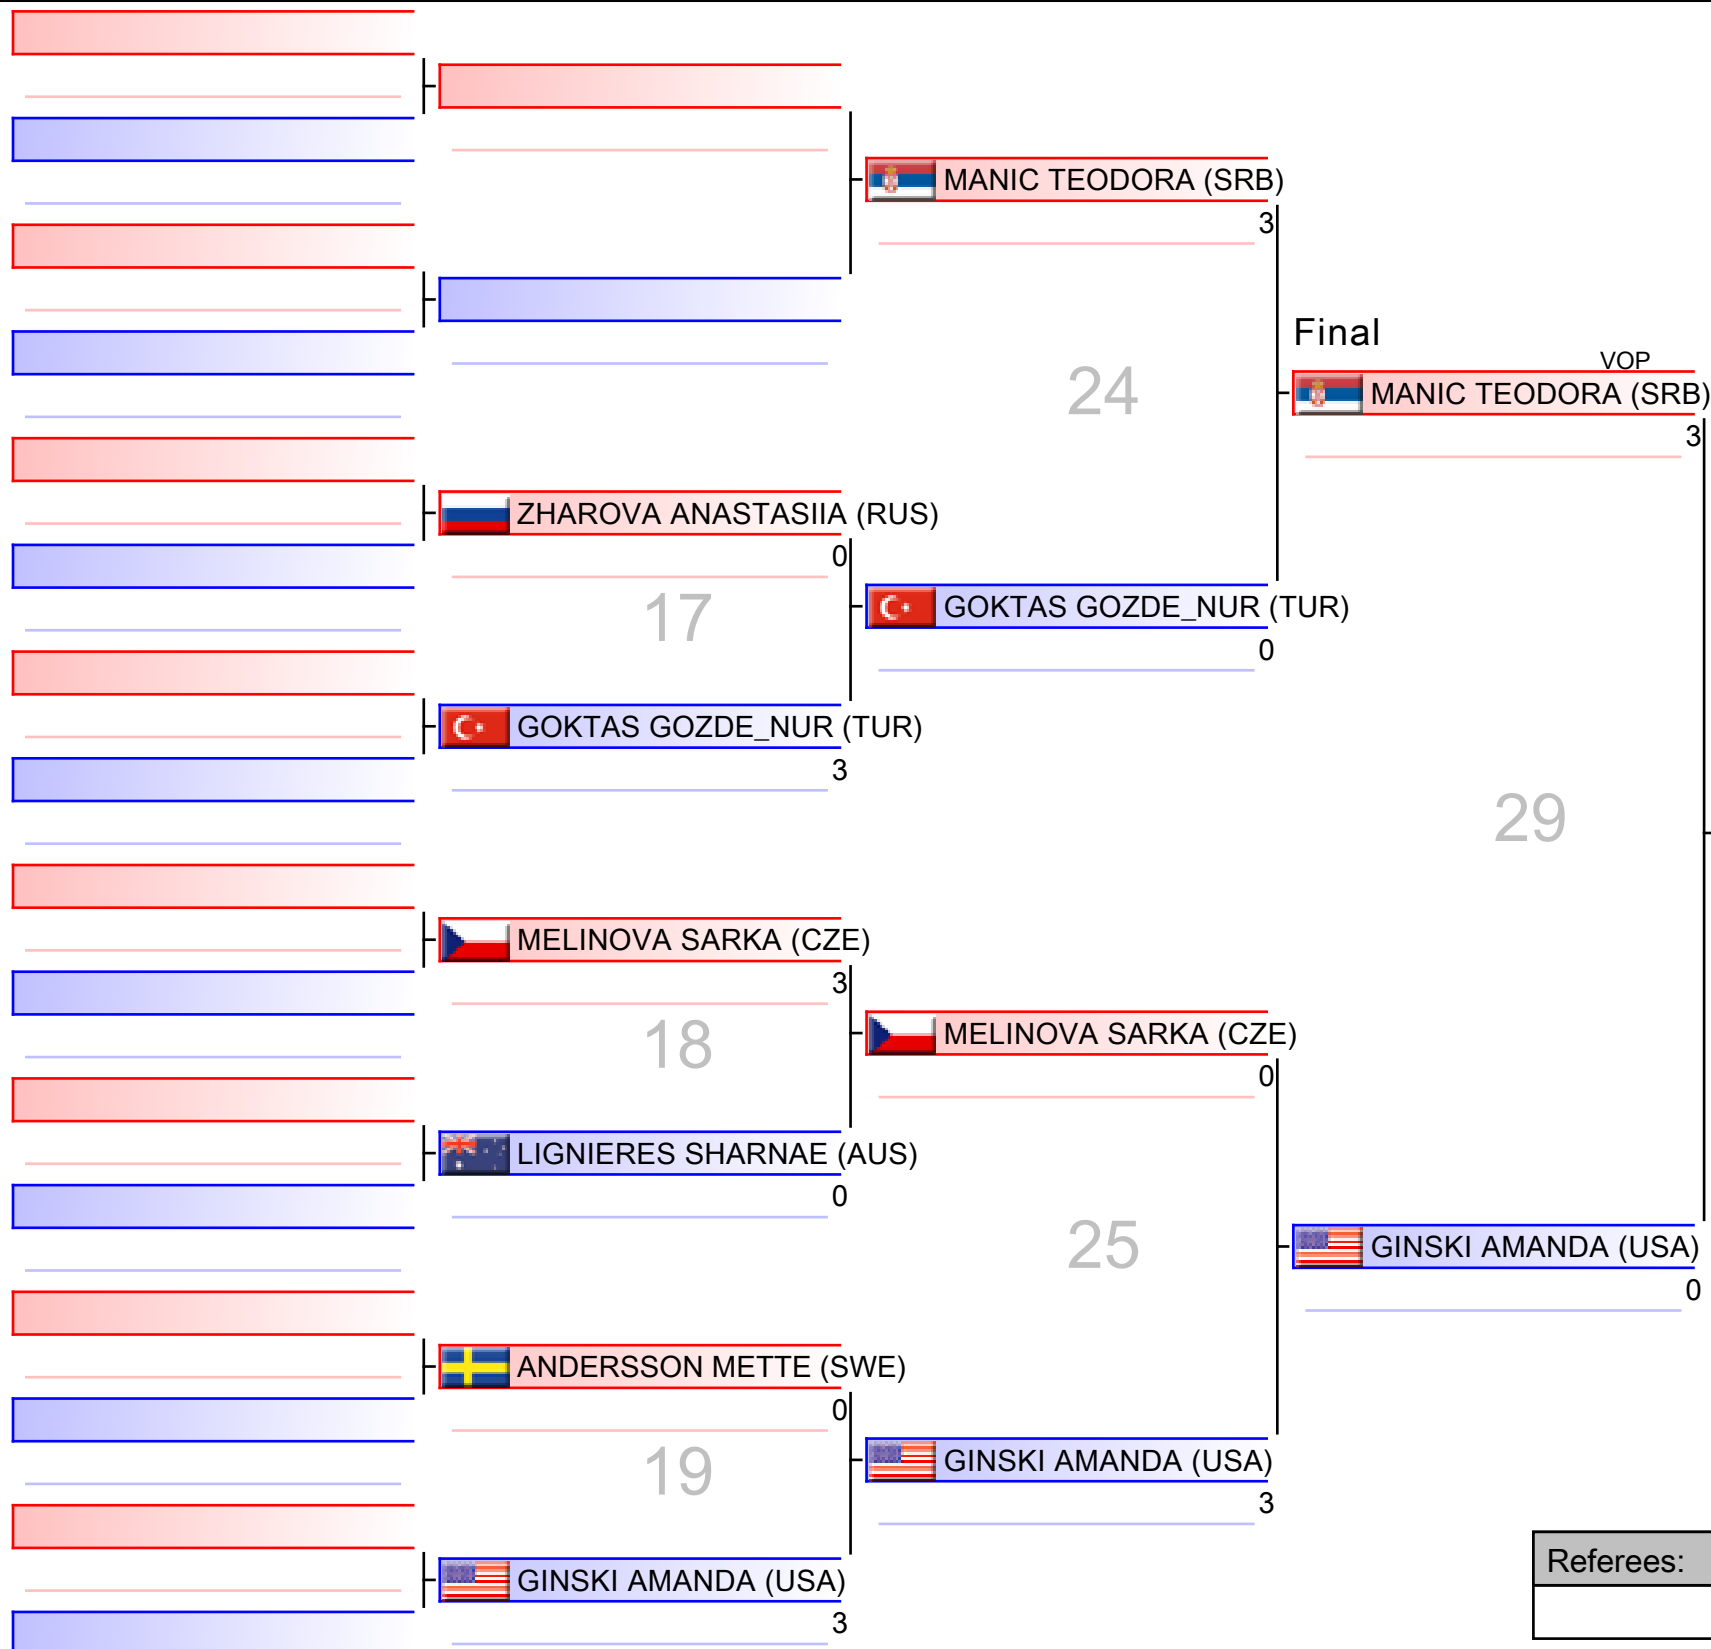 MANIC TEODORA (SRB)
3
24
Final
VOP
MANIC TEODORA (SRB)
3
ZHAROVA ANASTASIIA (RUS)
0
17
GOKTAS GOZDE_NUR (TUR)
0
GOKTAS GOZDE_NUR (TUR)
3
29
MELINOVA SARKA (CZE)
3
18
MELINOVA SARKA (CZE)
0
LIGNIERES SHARNAE (AUS)
0
25
GINSKI AMANDA (USA)
0
ANDERSSON METTE (SWE)
0
19
GINSKI AMANDA (USA)
3
GINSKI AMANDA (USA)
3
Referees: